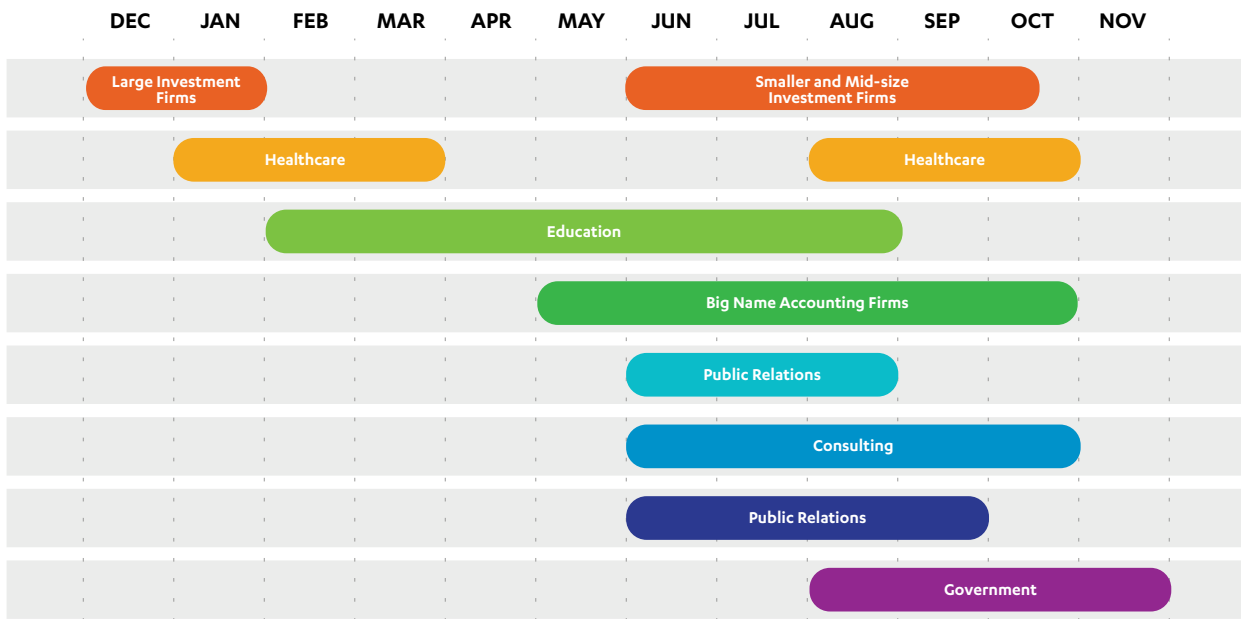 DEC JAN FEB MAR APR MAY JUN JUL AUG SEP OCT NOV
Large Investment
Firms
Smaller and Mid-size
Investment Firms
Healthcare
Healthcare
Education
Big Name Accounting Firms
Public Relations
Consulting
Public Relations
Government